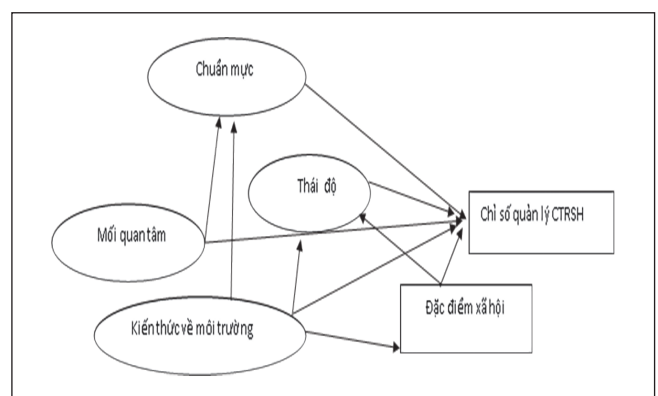 Chuẩn mực
Thái độ
Chỉ số quản lý CTRSH
Mối quan tâm
Đặc điểm xã hội
Kiến thức về môi trường